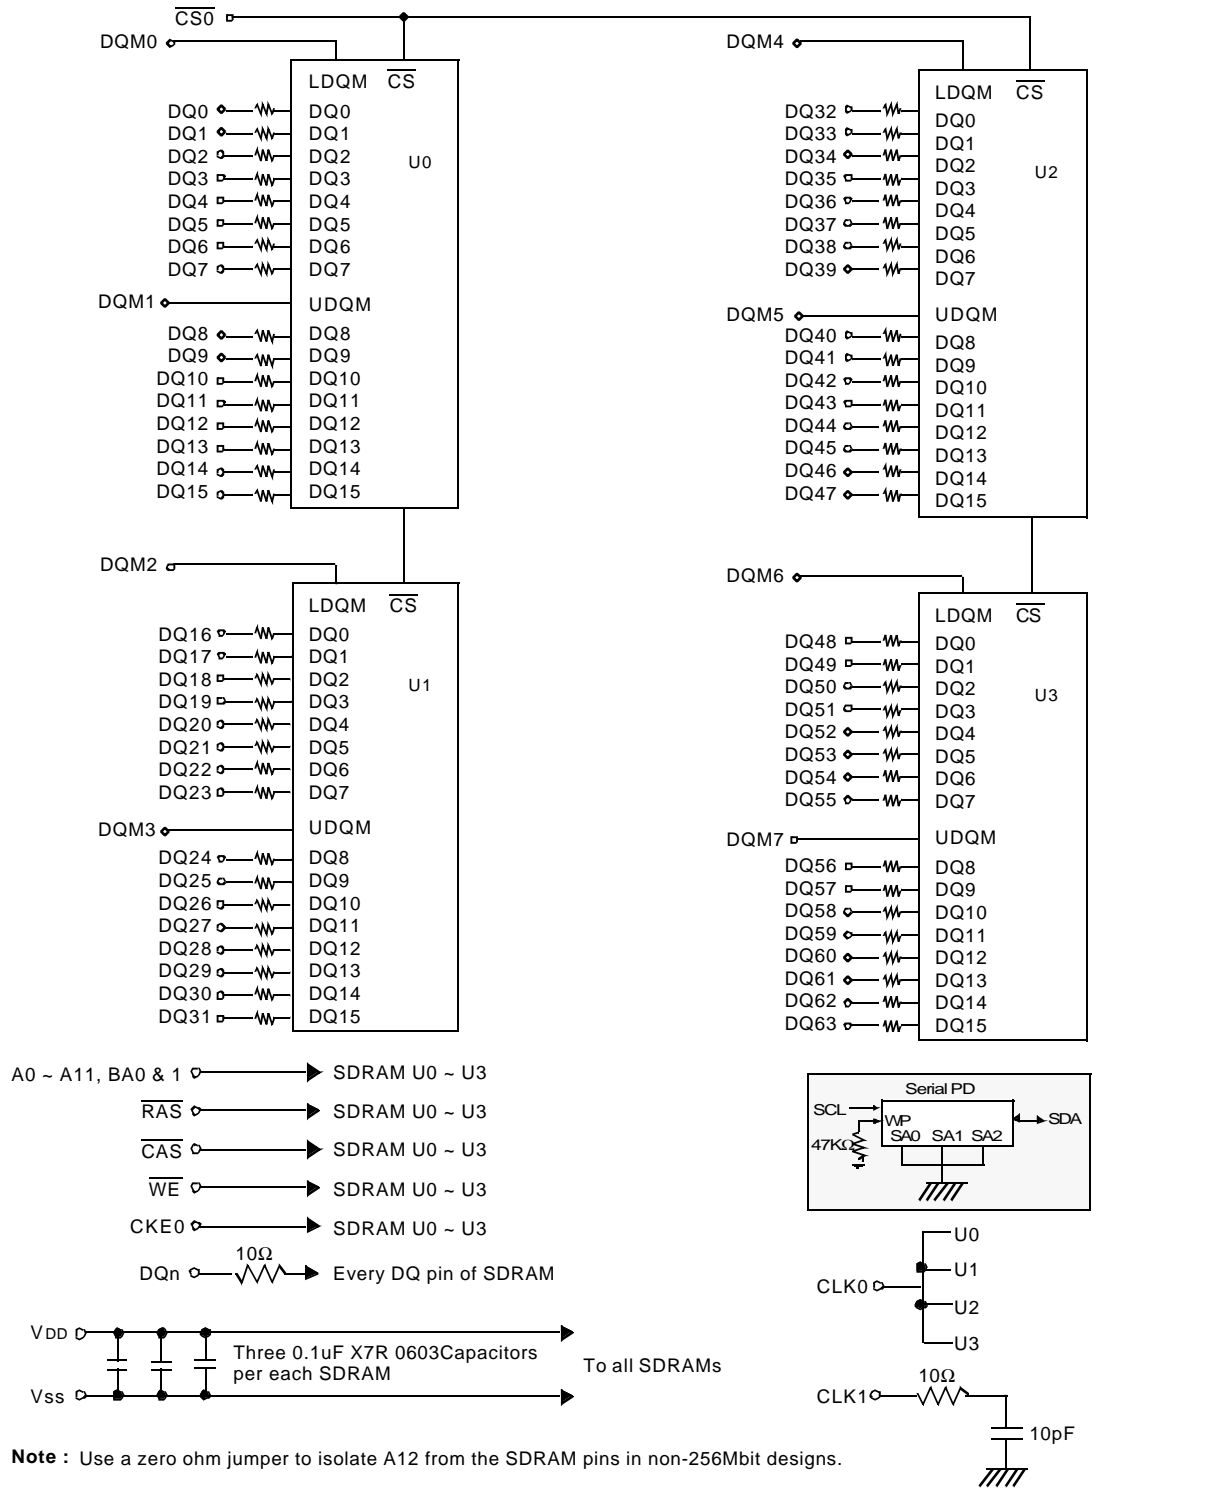 CS0
DQM0
LDQM CS
DQ0 DQ0
DQ1 DQ1
DQ2 DQ2
U0
DQ3 DQ3
DQ4 DQ4
DQ5 DQ5
DQ6 DQ6
DQ7 DQ7
DQM1 UDQM
DQ8 DQ8
DQ9 DQ9
DQ10 DQ10
DQ11 DQ11
DQ12 DQ12
DQ13 DQ13
DQ14 DQ14
DQ15 DQ15
DQM2
LDQM CS
DQ16 DQ0
DQ17 DQ1
DQ18 DQ2
U1
DQ19 DQ3
DQ20 DQ4
DQ21 DQ5
DQ22 DQ6
DQ23 DQ7
DQM3 UDQM
DQ24 DQ8
DQ25 DQ9
DQ26 DQ10
DQ27 DQ11
DQ28 DQ12
DQ29 DQ13
DQ30 DQ14
DQ31 DQ15
DQM4
LDQM CS
DQ32 DQ0
DQ33 DQ1
DQ34 DQ2
U2
DQ35 DQ3
DQ36 DQ4
DQ37 DQ5
DQ38 DQ6
DQ39 DQ7
DQM5 UDQM
DQ40 DQ8
DQ41 DQ9
DQ42 DQ10
DQ43 DQ11
DQ44 DQ12
DQ45 DQ13
DQ46 DQ14
DQ47 DQ15
DQM6
LDQM CS
DQ48 DQ0
DQ49 DQ1
DQ50 DQ2
U3
DQ51 DQ3
DQ52 DQ4
DQ53 DQ5
DQ54 DQ6
DQ55 DQ7
DQM7 UDQM
DQ56 DQ8
DQ57 DQ9
DQ58 DQ10
DQ59 DQ11
DQ60 DQ12
DQ61 DQ13
DQ62 DQ14
DQ63 DQ15
A0 ~ A11, BA0 & 1 SDRAM U0 ~ U3
RAS SDRAM U0 ~ U3
CAS SDRAM U0 ~ U3
WE SDRAM U0 ~ U3
CKE0 SDRAM U0 ~ U3
10Ω
DQn Every DQ pin of SDRAM
VDD
Three 0.1uF X7R 0603Capacitors
per each SDRAM
To all SDRAMs
Vss
Serial PD
SCL
WP
SDA
SA0 SA1 SA2
47KΩ
U0
U1
CLK0
U2
U3
10Ω
CLK1
10pF
Note : Use a zero ohm jumper to isolate A12 from the SDRAM pins in non-256Mbit designs.